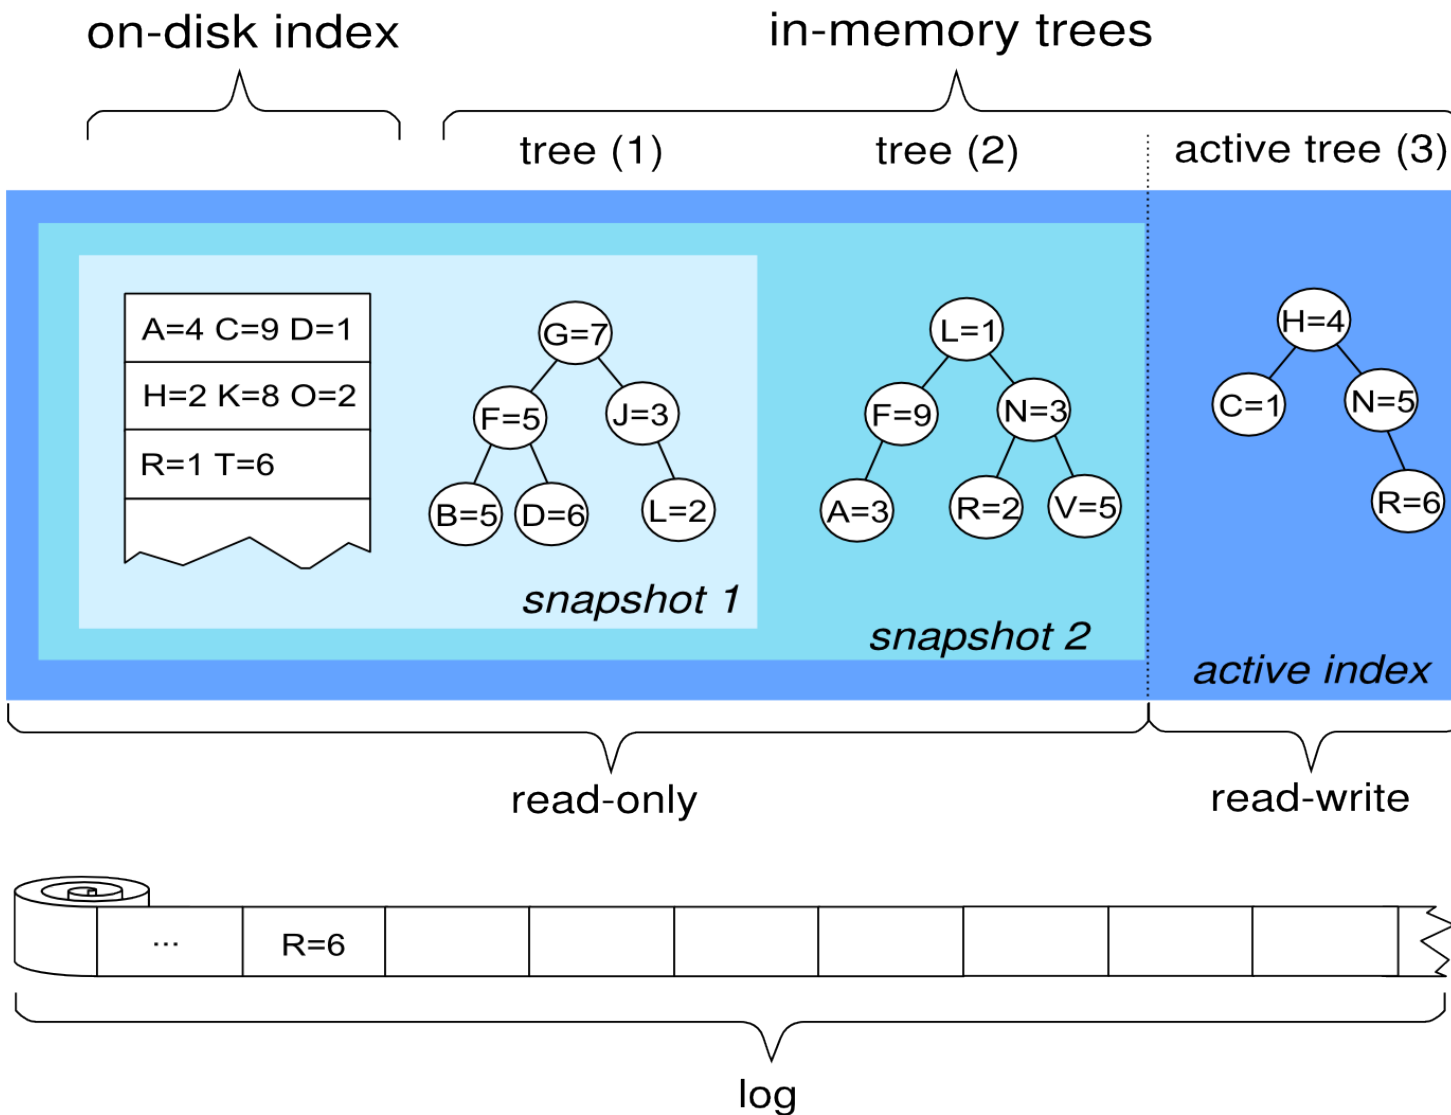 on-disk index
in-memory trees
tree (1)
tree (2)
active tree (3)
A=4 C=9 D=1
H=2 K=8 O=2
R=1 T=6
G=7
F=5
J=3
B=5
D=6
L=2
snapshot 1
L=1
F=9
N=3
A=3
R=2
V=5
snapshot 2
H=4
C=1
N=5
R=6
active index
read-only
read-write
...
R=6
log